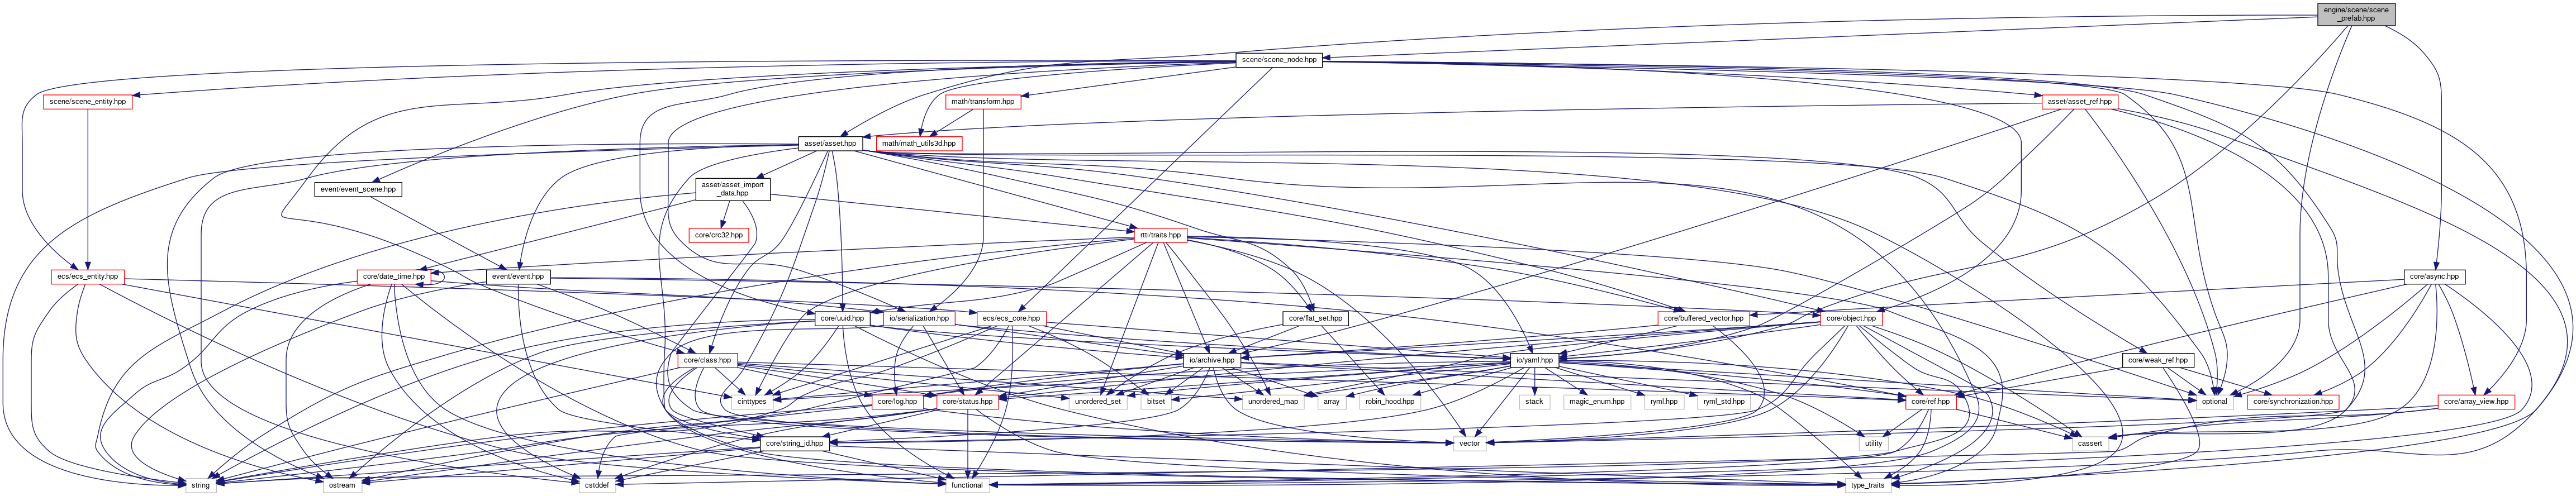 engine/scene/scene
_prefab.hpp
scene/scene_node.hpp
scene/scene_entity.hpp
math/transform.hpp
asset/asset_ref.hpp
asset/asset.hpp
math/math_utils3d.hpp
event/event_scene.hpp
asset/asset_import
_data.hpp
core/crc32.hpp
rtti/traits.hpp
ecs/ecs_entity.hpp
core/date_time.hpp
event/event.hpp
core/async.hpp
core/uuid.hpp
io/serialization.hpp
ecs/ecs_core.hpp
core/flat_set.hpp
core/buffered_vector.hpp
core/object.hpp
core/class.hpp
io/archive.hpp
io/yaml.hpp
core/weak_ref.hpp
cinttypes
core/log.hpp
core/status.hpp
unordered_set
bitset
unordered_map
array
robin_hood.hpp
stack
magic_enum.hpp
ryml.hpp
ryml_std.hpp
core/ref.hpp
optional
core/synchronization.hpp
core/array_view.hpp
core/string_id.hpp
vector
utility
cassert
string
ostream
cstddef
functional
type_traits